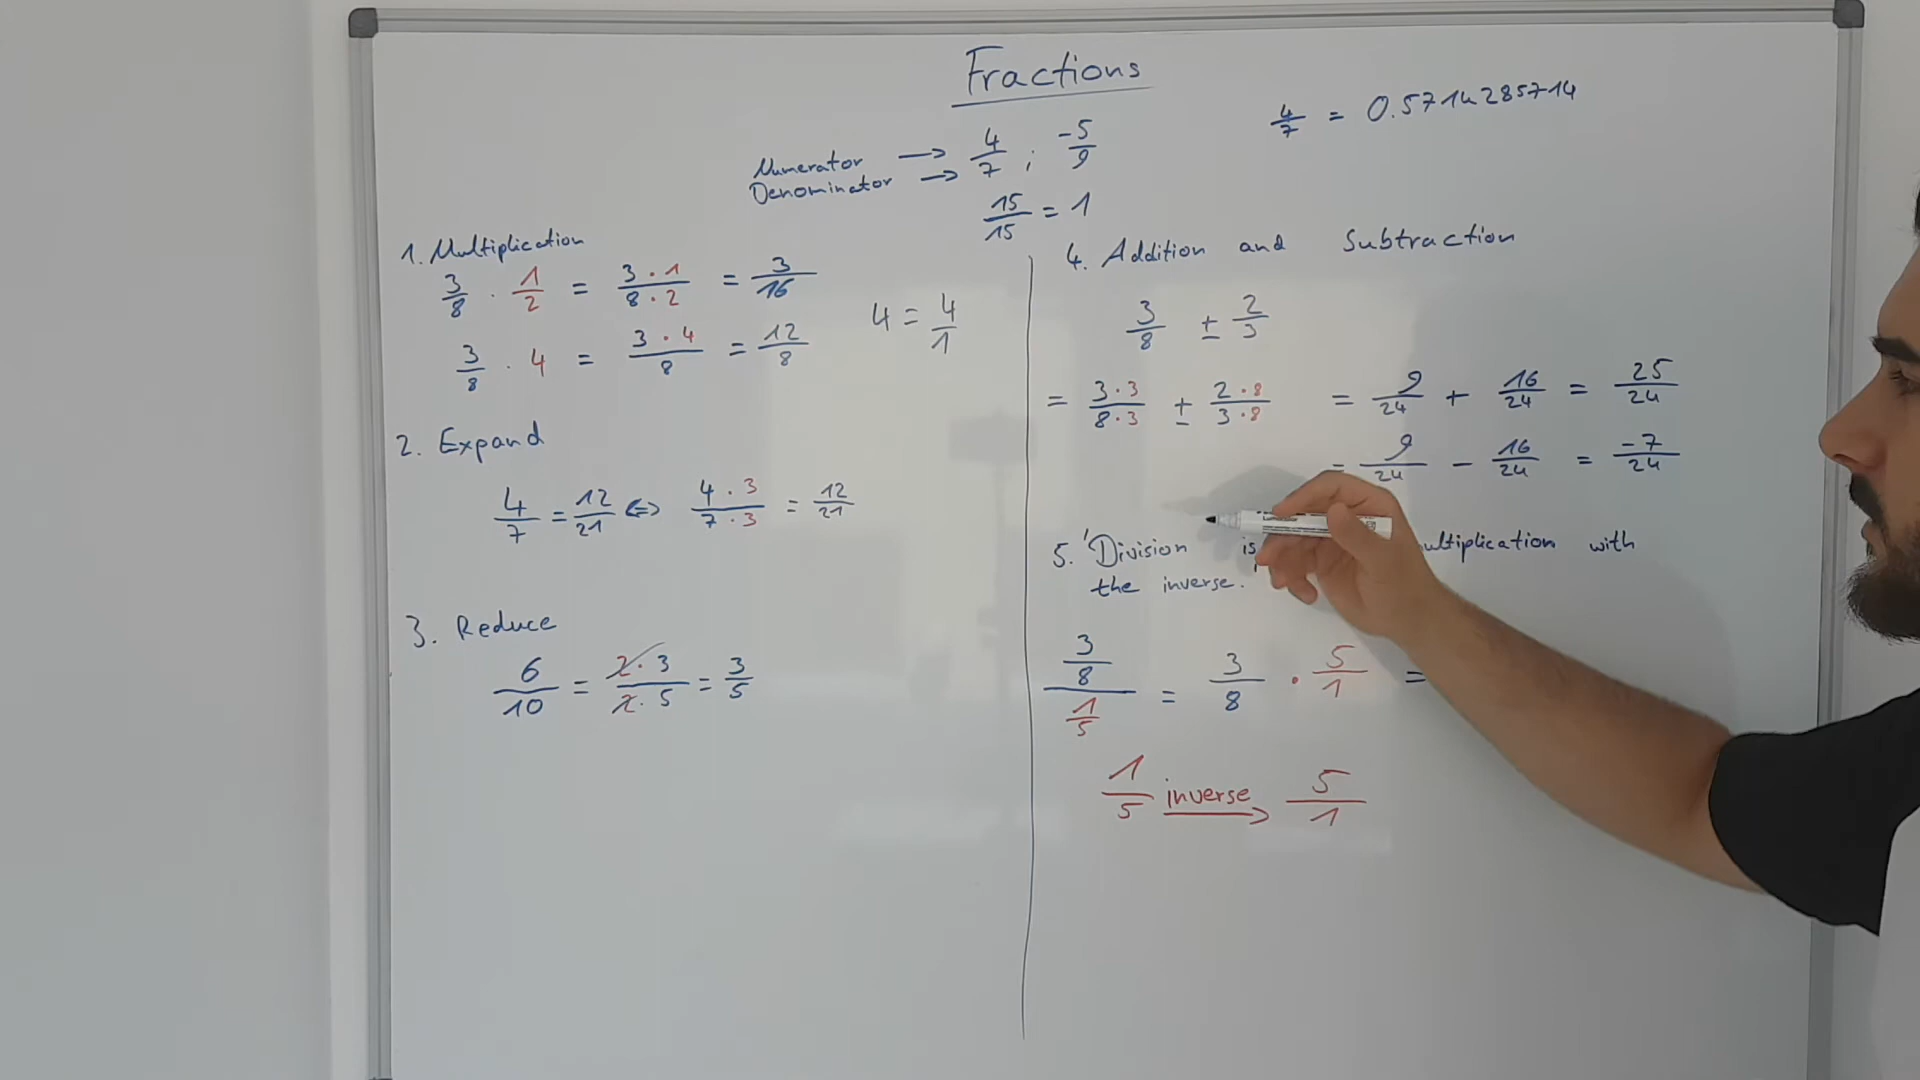 Fractions
4/7 = 0.5714285714
Numerator → 4/7 ; -5/9
Denominator →
15/15 = 1
1. Multiplication
3/8 · 1/2 = 3 · 1/8 · 2 = 3/16
3/8 · 4 = 3 · 4/8 = 12/8
4 = 4/1
2. Expand
4/7 = 12/21 <=> 4 · 3/7 · 3 = 12/21
3. Reduce
6/10 = 2 · 3/2 · 5 = 3/5
4. Addition and Subtraction
3/8 ± 2/3
= 3 · 3/8 · 3 ± 2 · 8/3 · 8 = 9/24 + 16/24 = 25/24
= 9/24 - 16/24 = -7/24
5. "Division is ultiplication with
the inverse."
3/8/1/5 = 3/8 · 5/1 =
1/5 inverse → 5/1